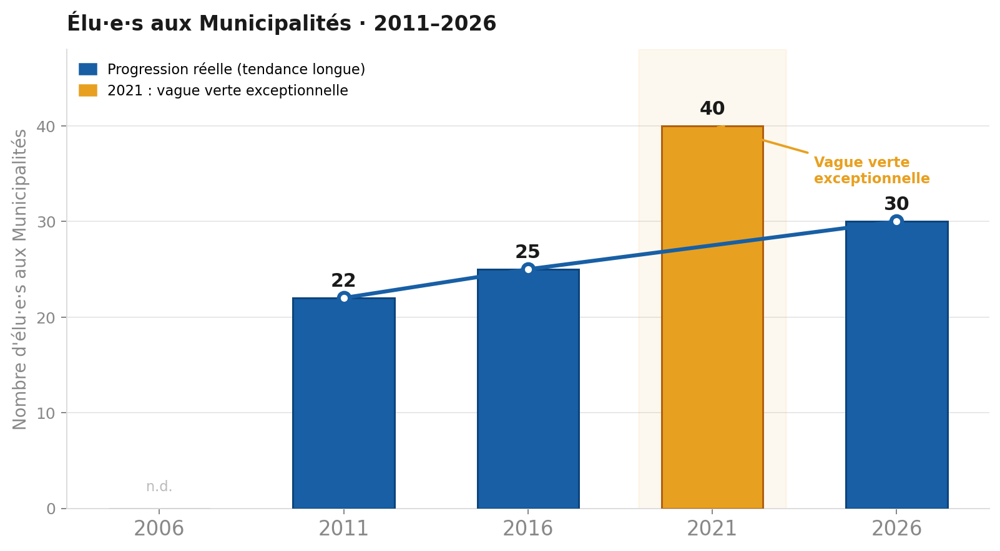 Élu·e·s aux Municipalités · 2011–2026
Progression réelle (tendance longue)
2021 : vague verte exceptionnelle
Nombre d'élu·e·s aux Municipalités
40
30
20
10
0
n.d.
22
25
40
Vague verte
exceptionnelle
30
2006
2011
2016
2021
2026